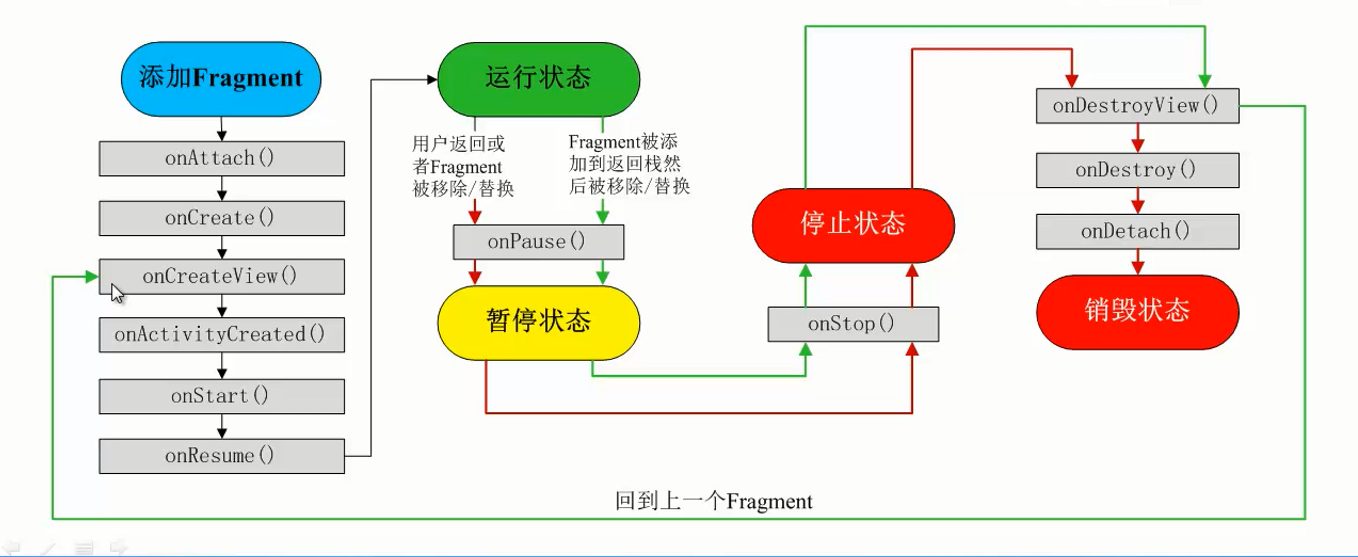 添加Fragment
onAttach()
onCreate()
onCreateView()
onActivityCreated()
onStart()
onResume()
运行状态
用户返回或
者Fragment
被移除/替换
Fragment被添
加到返回栈然
后被移除/替换
onPause()
暂停状态
停止状态
onStop()
onDestroyView()
onDestroy()
onDetach()
销毁状态
回到上一个Fragment